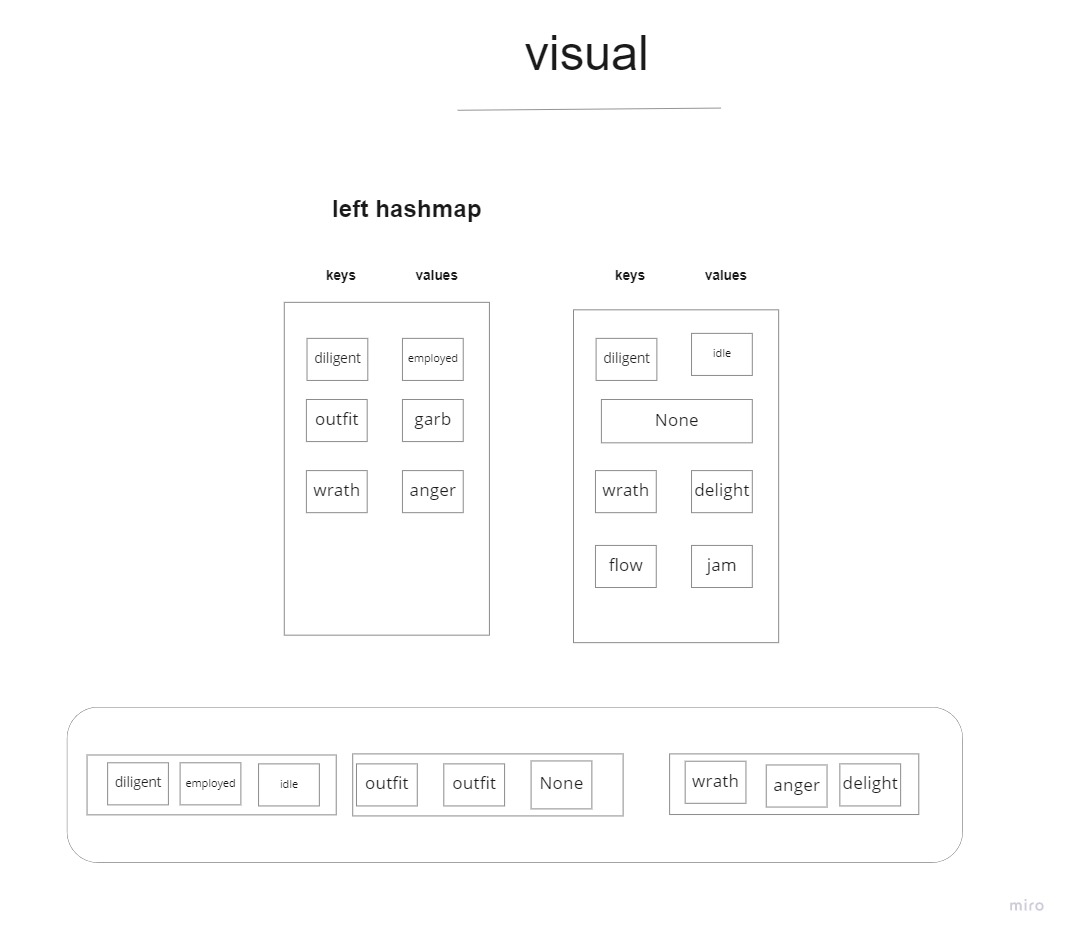 visual
left hashmap
keys values
keys values
diligent employed
outfit garb
wrath anger
diligent idle
None
wrath delight
flow jam
diligent employed idle
outfit outfit None
wrath anger delight
miro